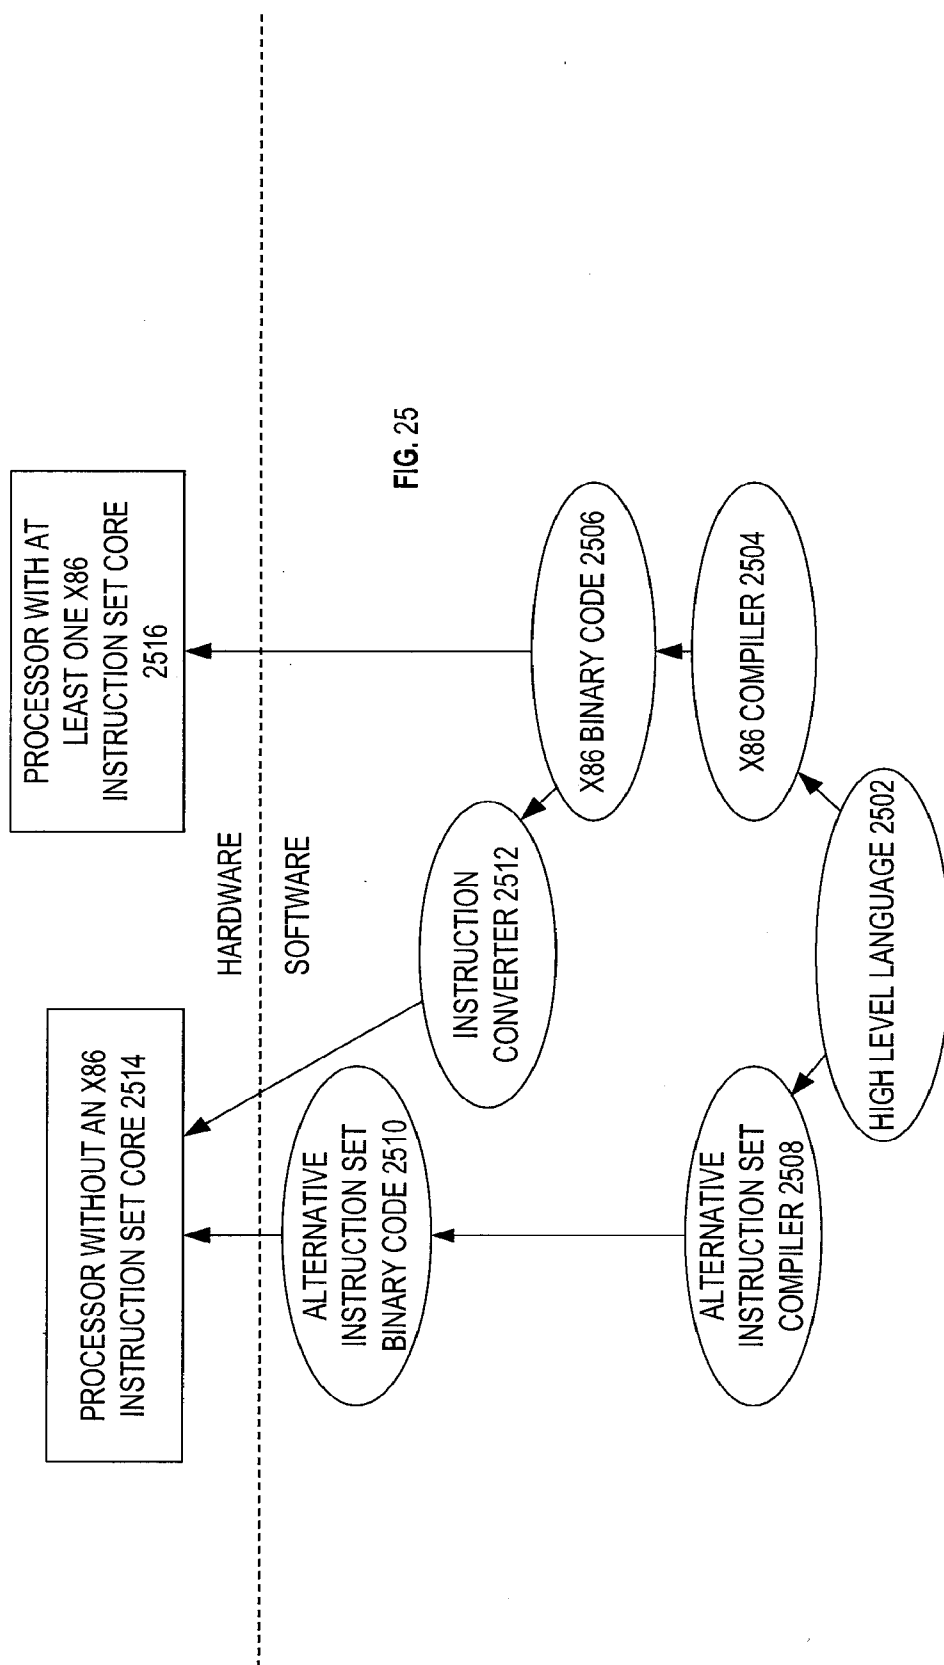 PROCESSOR WITHOUT AN X86
INSTRUCTION SET CORE 2514
PROCESSOR WITH AT
LEAST ONE X86
INSTRUCTION SET CORE
2516
HARDWARE
SOFTWARE
ALTERNATIVE
INSTRUCTION SET
BINARY CODE 2510
INSTRUCTION
CONVERTER 2512
FIG. 25
X86 BINARY CODE 2506
ALTERNATIVE
INSTRUCTION SET
COMPILER 2508
X86 COMPILER 2504
HIGH LEVEL LANGUAGE 2502